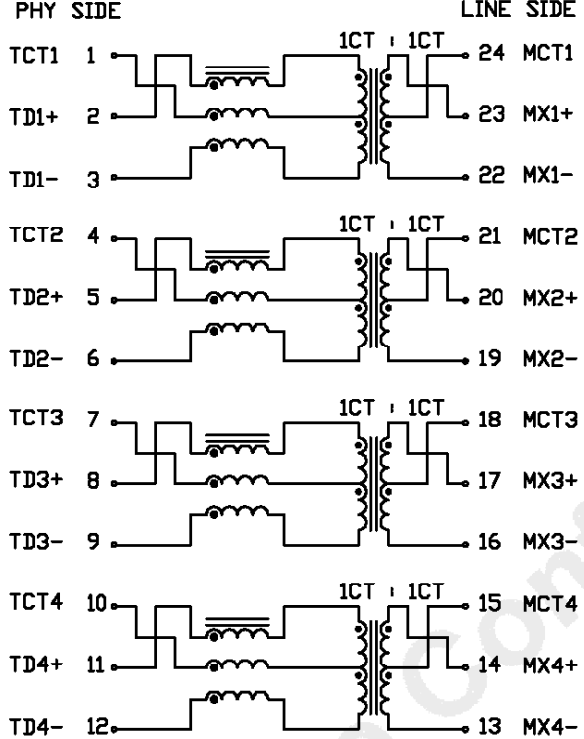 PHY SIDE LINE SIDE
1CT : 1CT
TCT1 1 24 MCT1
TD1+ 2 23 MX1+
TD1- 3 22 MX1-
1CT : 1CT
TCT2 4 21 MCT2
TD2+ 5 20 MX2+
TD2- 6 19 MX2-
1CT : 1CT
TCT3 7 18 MCT3
TD3+ 8 17 MX3+
TD3- 9 16 MX3-
1CT : 1CT
TCT4 10 15 MCT4
TD4+ 11 14 MX4+
TD4- 12 13 MX4-